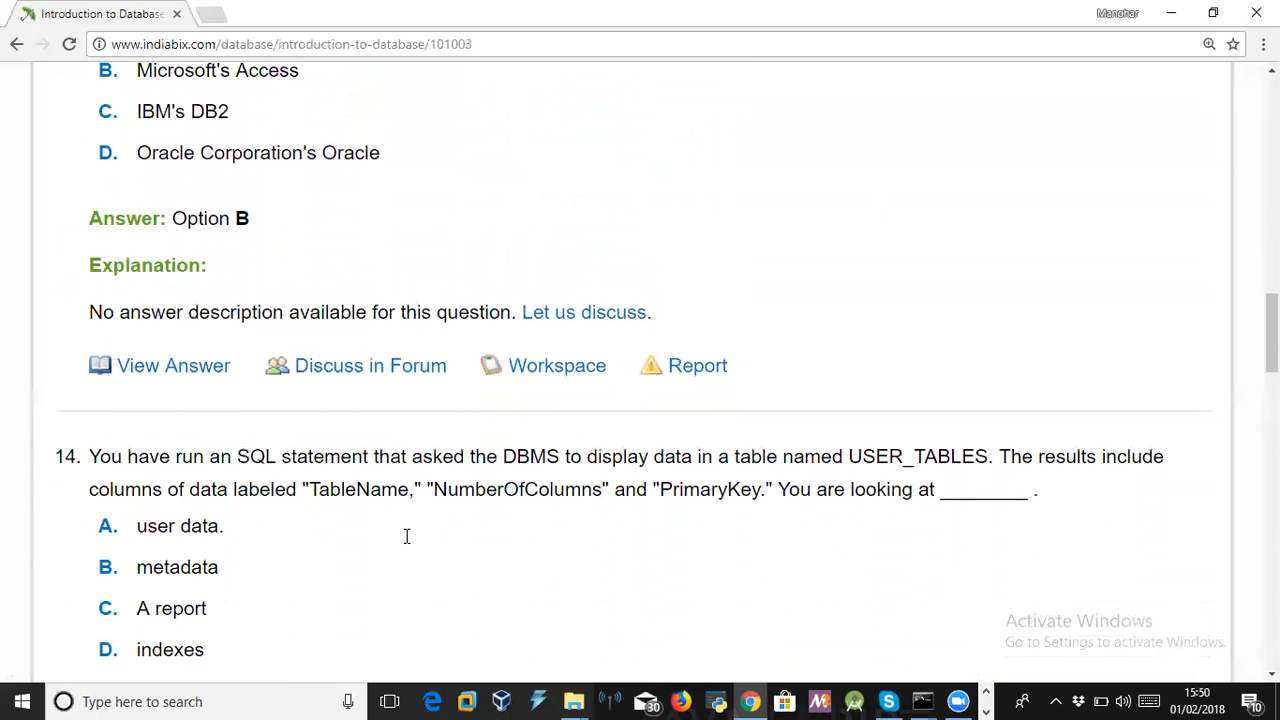 Introduction to Database
Manohar
www.indiabix.com/database/introduction-to-database/101003
B. Microsoft's Access
C. IBM's DB2
D. Oracle Corporation's Oracle
Answer: Option B
Explanation:
No answer description available for this question. Let us discuss.
View Answer Discuss in Forum Workspace Report
14. You have run an SQL statement that asked the DBMS to display data in a table named USER_TABLES. The results include
columns of data labeled "TableName," "NumberOfColumns" and "PrimaryKey." You are looking at ________ .
A. user data.
B. metadata
C. A report
D. indexes
Activate Windows
Go to Settings to activate Windows.
Type here to search
30
15:50
01/02/2018
10